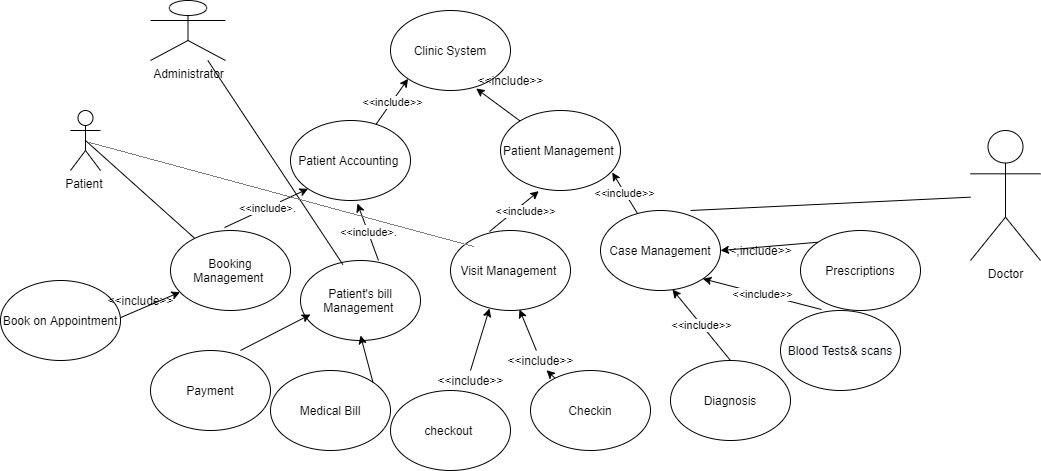 Clinic System
Administrator
<<include>>
<<include>>
Patient Accounting
Patient Management
Patient
<<include>>
<<include>.
<<include>>
<<include>.
Case Management
<,include>>
Booking
Management
Visit Management
Prescriptions
Doctor
Patient's bill
Management
<<include>>
<<include>>
Book on Appointment
<<include>>
Blood Tests& scans
<<include>>
Payment
<<include>>
Medical Bill
checkout
Checkin
Diagnosis